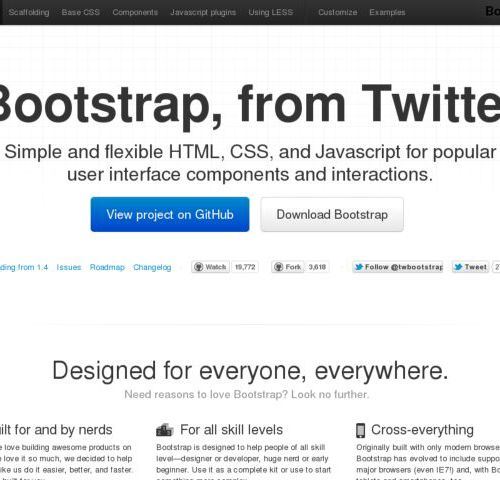 Scaffolding Base CSS Components Javascript plugins Using LESS Customize Examples Bo
Bootstrap, from Twitte
Simple and flexible HTML, CSS, and Javascript for popular
user interface components and interactions.
View project on GitHub Download Bootstrap
ding from 1.4 Issues Roadmap Changelog Watch 19,772 Fork 3,618 Follow @twbootstrap Tweet
Designed for everyone, everywhere.
Need reasons to love Bootstrap? Look no further.
ilt for and by nerds For all skill levels Cross-everything
e love building awesome products on Bootstrap is designed to help people of all skill Originally built with only modern browse
love it so much, we decided to help level—designer or developer, huge nerd or early Bootstrap has evolved to include suppo
ike us do it easier, better, and faster. beginner. Use it as a complete kit or use to start major browsers (even IE7!) and, with Bo